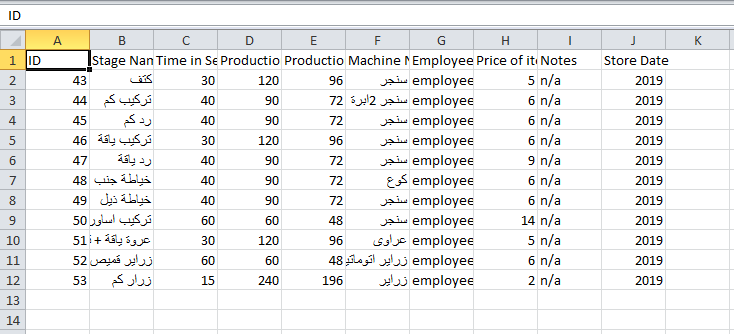 ID
A B C D E F G H I J K
1 ID Stage Nam Time in Se Productio Productio Machine N Employee Price of ite Notes Store Date
2 43 كتف 30 120 96 سنجر employee 5 n/a 2019
3 44 تركيب كم 40 90 72 سنجر 2ابرة employee 6 n/a 2019
4 45 رد كم 40 90 72 سنجر employee 6 n/a 2019
5 46 تركيب ياقة 30 120 96 سنجر employee 6 n/a 2019
6 47 رد ياقة 40 90 72 سنجر employee 9 n/a 2019
7 48 خياطة جنب 40 90 72 كوع employee 6 n/a 2019
8 49 خياطة ذيل 40 90 72 سنجر employee 6 n/a 2019
9 50 تركيب اساور 60 60 48 سنجر employee 14 n/a 2019
10 51 عروة ياقة + 30 120 96 عراوى employee 5 n/a 2019
11 52 زراير قميص 60 60 48 زراير اتوماتي employee 6 n/a 2019
12 53 زرار كم 15 240 196 زراير employee 2 n/a 2019
13
14